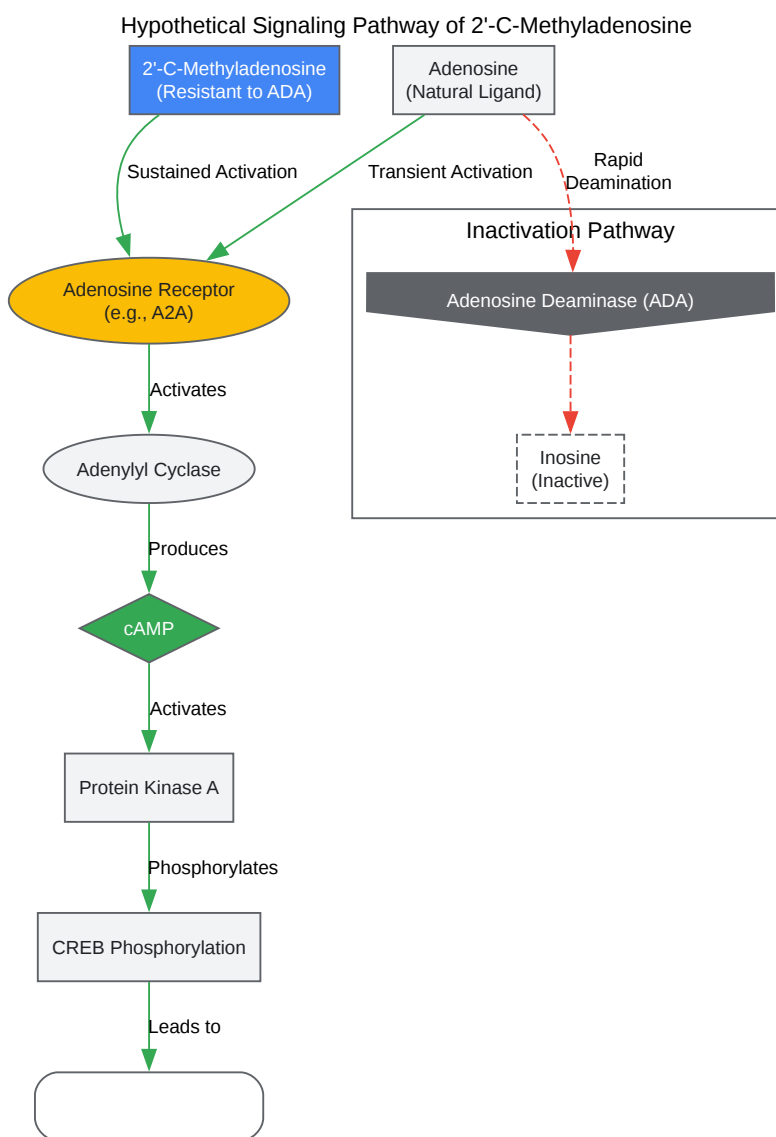 Hypothetical Signaling Pathway of 2'-C-Methyladenosine
2'-C-Methyladenosine
(Resistant to ADA)
Adenosine
(Natural Ligand)
Sustained Activation
Transient Activation
Rapid
Deamination
Inactivation Pathway
Adenosine Receptor
(e.g., A2A)
Adenosine Deaminase (ADA)
Activates
Adenylyl Cyclase
Inosine
(Inactive)
Produces
cAMP
Activates
Protein Kinase A
Phosphorylates
CREB Phosphorylation
Leads to